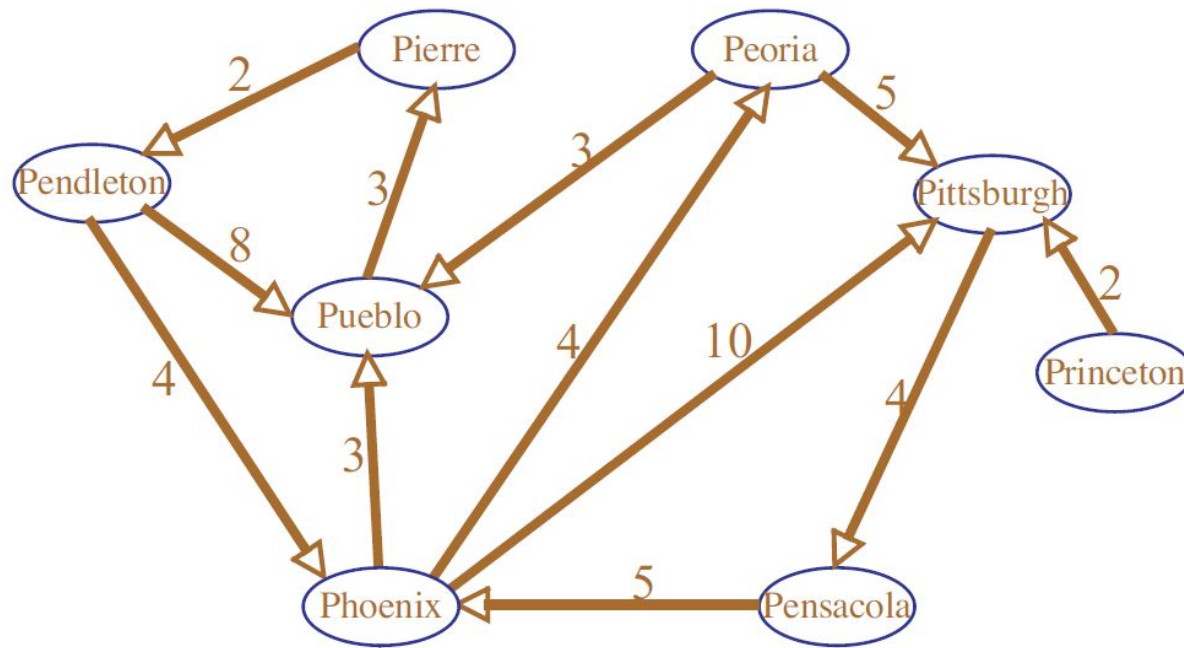 Pierre
Peoria
2
5
3
Pendleton
3
Pittsburgh
8
2
Pueblo
4
10
4
Princeton
4
3
5
Phoenix
Pensacola